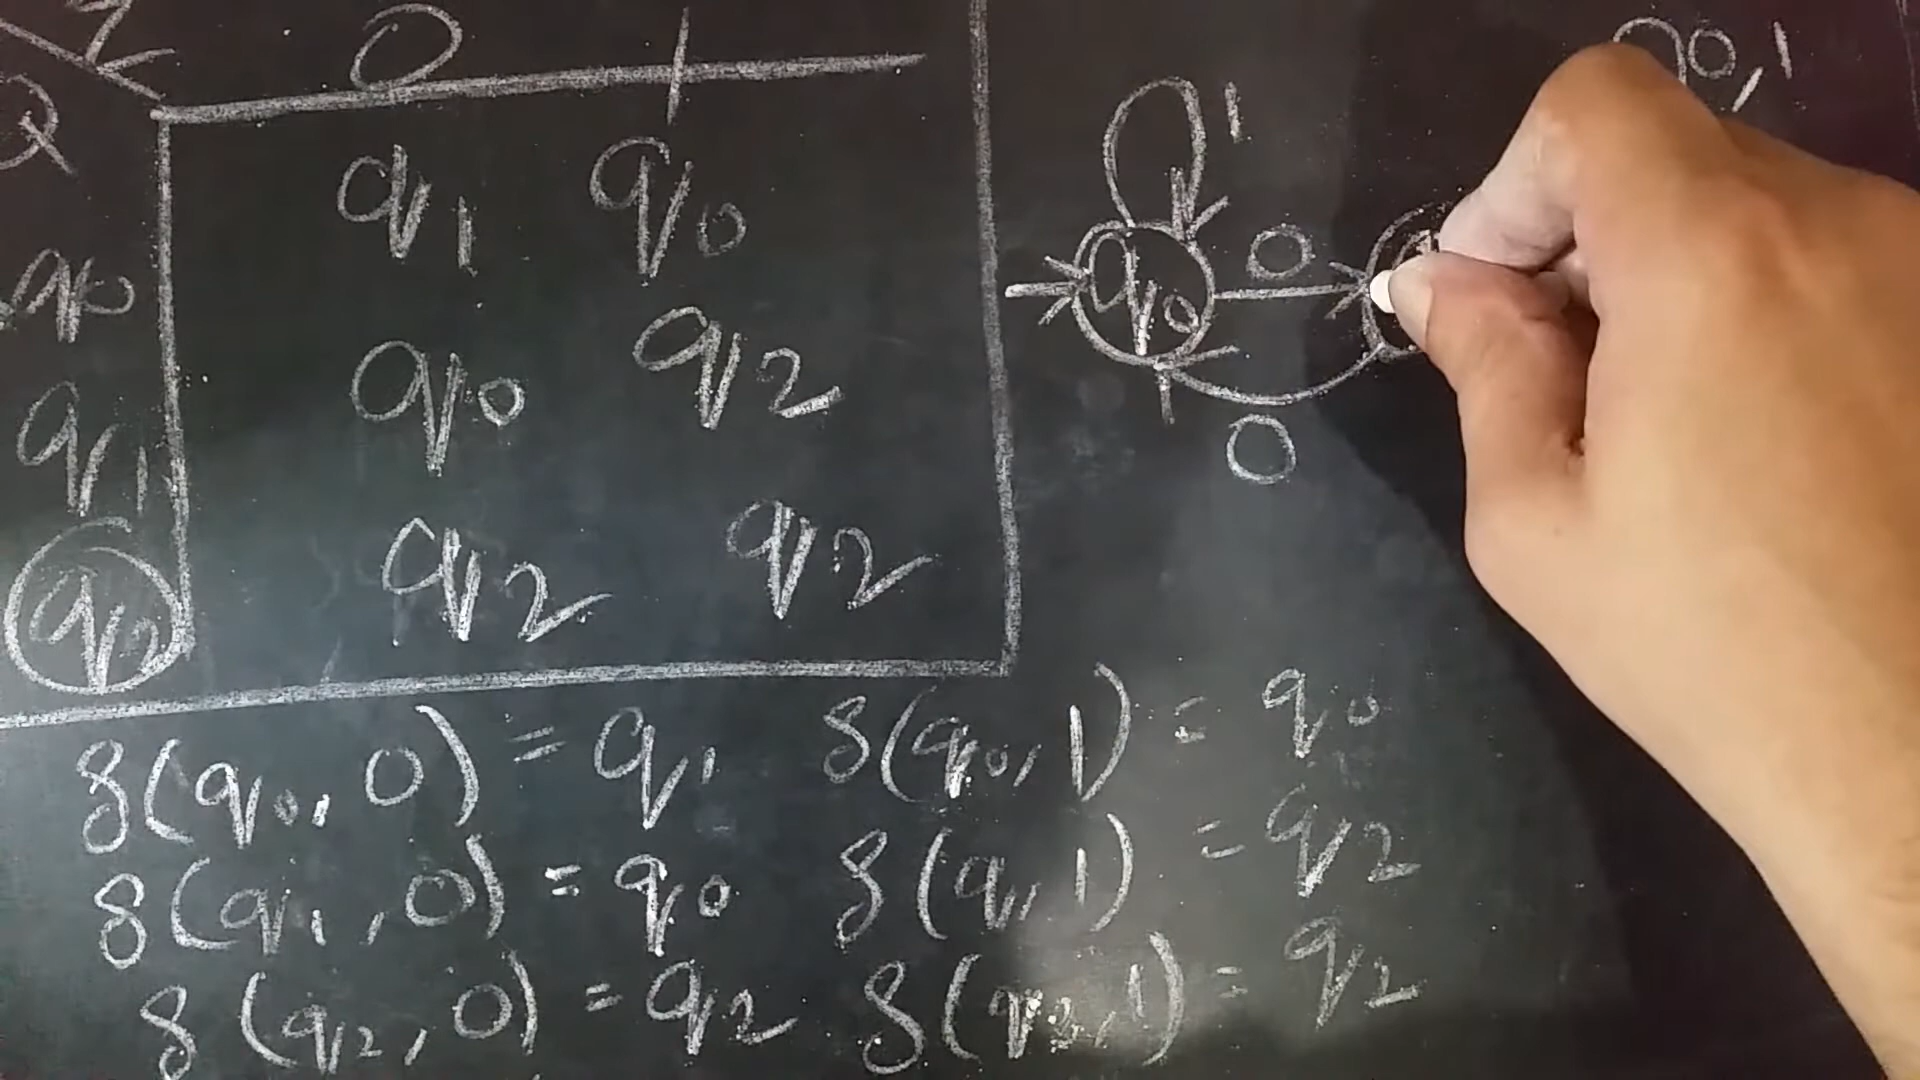 Σ 0 1
Q
q0 q1 q0
q1 q0 q2
q2 q2 q2
1 0,1
q0 0
0
δ(q0, 0) = q1 δ(q0, 1) = q0
δ(q1, 0) = q0 δ(q1, 1) = q2
δ(q2, 0) = q2 δ(q2, 1) = q2